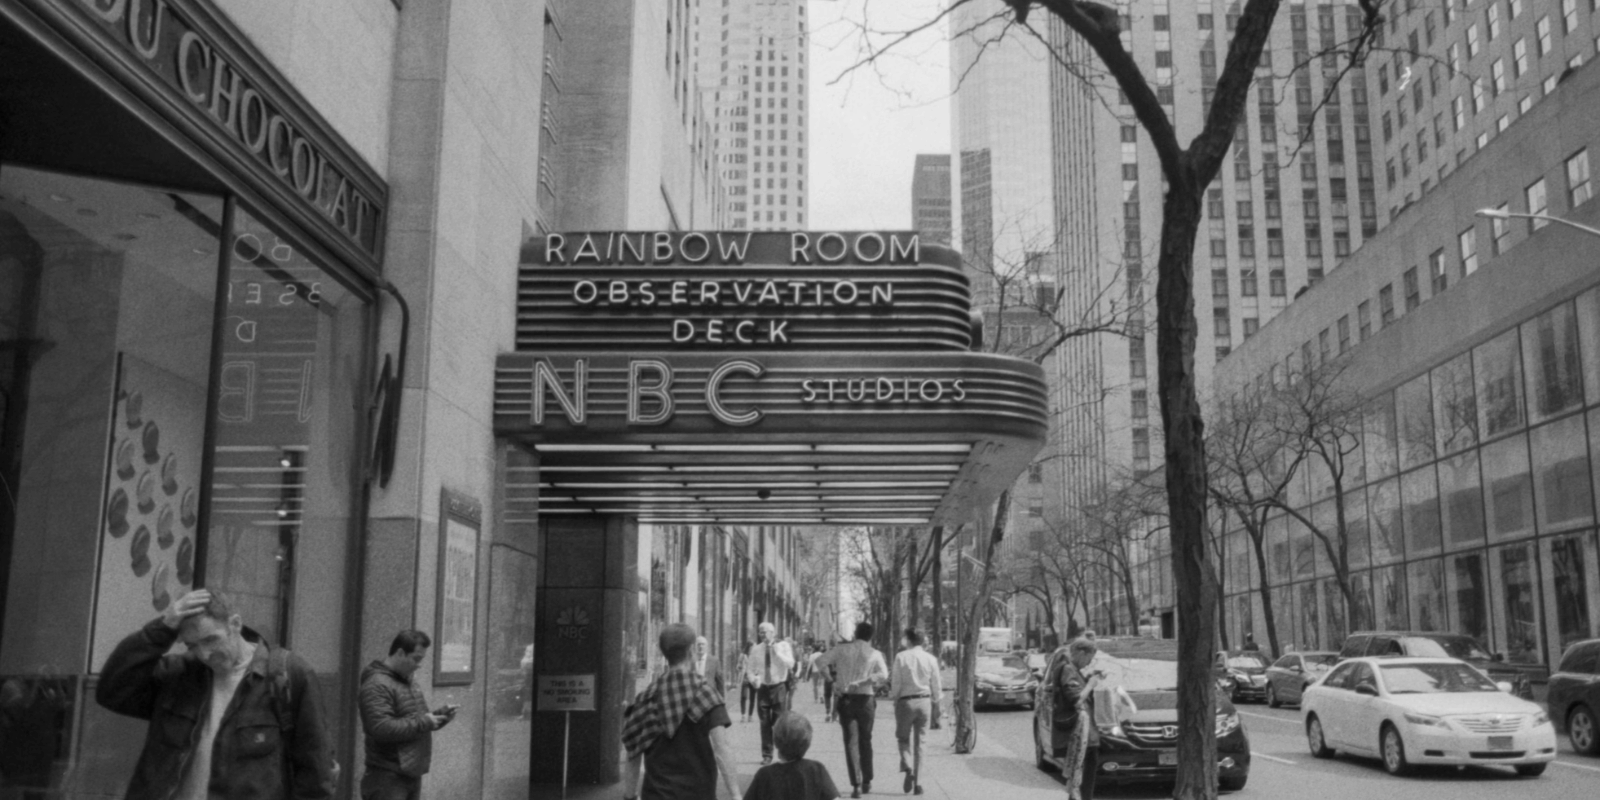 DU CHOCOLAT
RAINBOW ROOM
OBSERVATION
DECK
NBC STUDIOS
NBC
THIS IS A
NO SMOKING
AREA